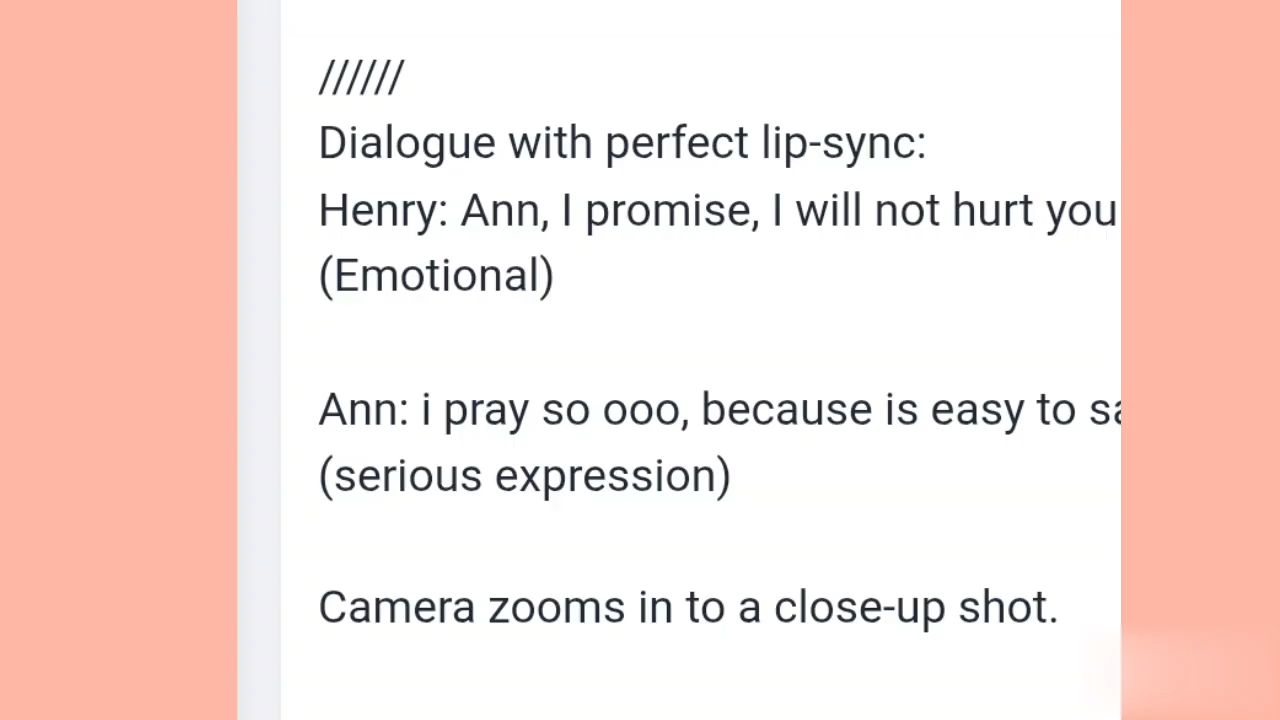 //////
Dialogue with perfect lip-sync:
Henry: Ann, I promise, I will not hurt you
(Emotional)
Ann: i pray so ooo, because is easy to
(serious expression)
Camera zooms in to a close-up shot.